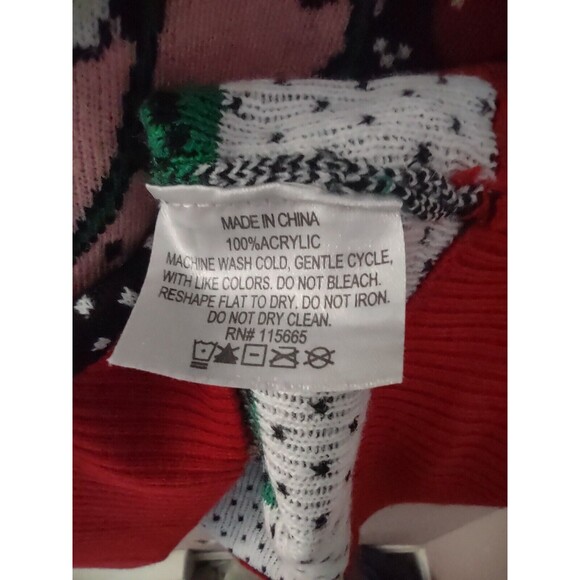 MADE IN CHINA
100%ACRYLIC
MACHINE WASH COLD, GENTLE CYCLE,
WITH LIKE COLORS. DO NOT BLEACH.
RESHAPE FLAT TO DRY. DO NOT IRON.
DO NOT DRY CLEAN.
RN# 115665